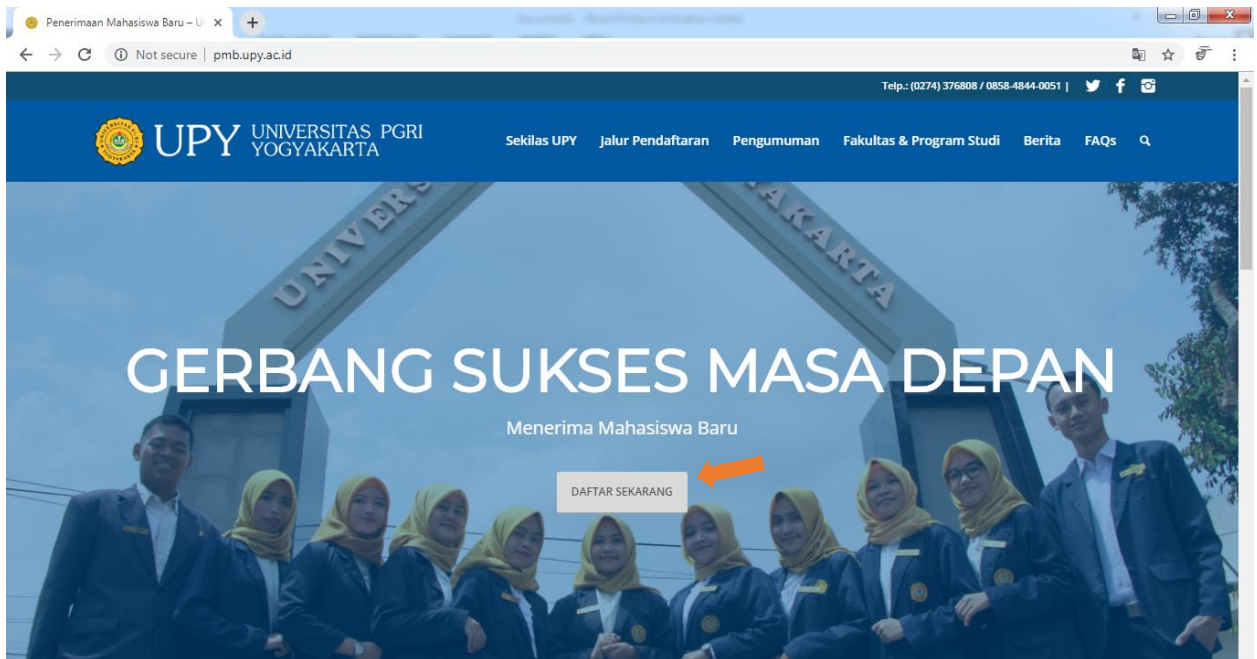 Penerimaan Mahasiswa Baru – U
Not secure | pmb.upy.ac.id
Telp.: (0274) 376808 / 0858-4844-0051 |
UPY UNIVERSITAS PGRI
YOGYAKARTA
Sekilas UPY Jalur Pendaftaran Pengumuman Fakultas & Program Studi Berita FAQs
UNIVERS
YAKARTA
GERBANG SUKSES MASA DEPAN
Menerima Mahasiswa Baru
DAFTAR SEKARANG